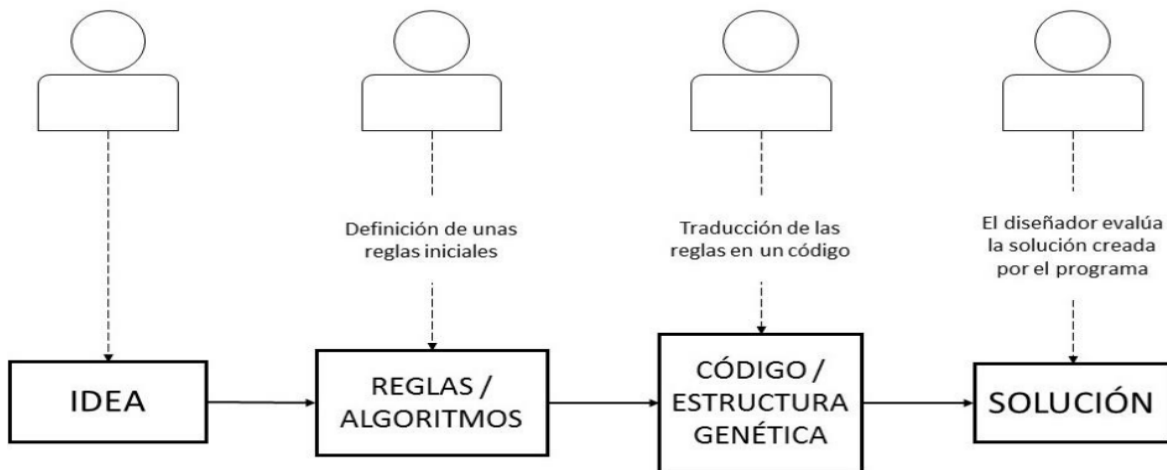 Definición de unas
reglas iniciales
Traducción de las
reglas en un código
El diseñador evalúa
la solución creada
por el programa
IDEA
REGLAS /
ALGORITMOS
CÓDIGO /
ESTRUCTURA
GENÉTICA
SOLUCIÓN